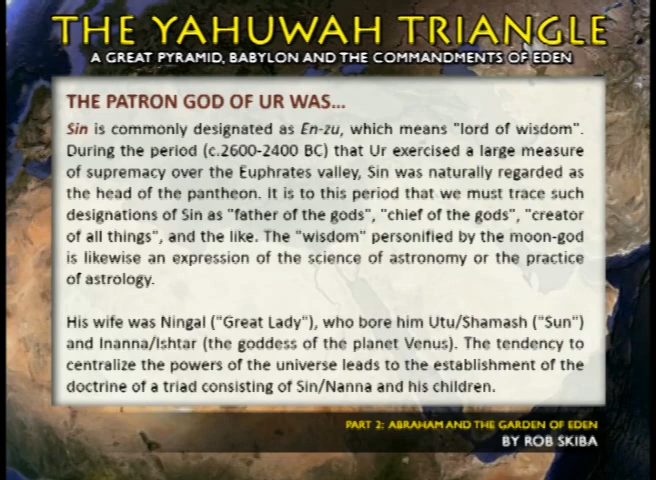 THE YAHUWAH TRIANGLE
A GREAT PYRAMID, BABYLON AND THE COMMANDMENTS OF EDEN
THE PATRON GOD OF UR WAS...
Sin is commonly designated as En-zu, which means "lord of wisdom".
During the period (c.2600-2400 BC) that Ur exercised a large measure
of supremacy over the Euphrates valley, Sin was naturally regarded as
the head of the pantheon. It is to this period that we must trace such
designations of Sin as "father of the gods", "chief of the gods", "creator
of all things", and the like. The "wisdom" personified by the moon-god
is likewise an expression of the science of astronomy or the practice
of astrology.
His wife was Ningal ("Great Lady"), who bore him Utu/Shamash ("Sun")
and Inanna/Ishtar (the goddess of the planet Venus). The tendency to
centralize the powers of the universe leads to the establishment of the
doctrine of a triad consisting of Sin/Nanna and his children.
PART 2: ABRAHAM AND THE GARDEN OF EDEN
BY ROB SKIBA